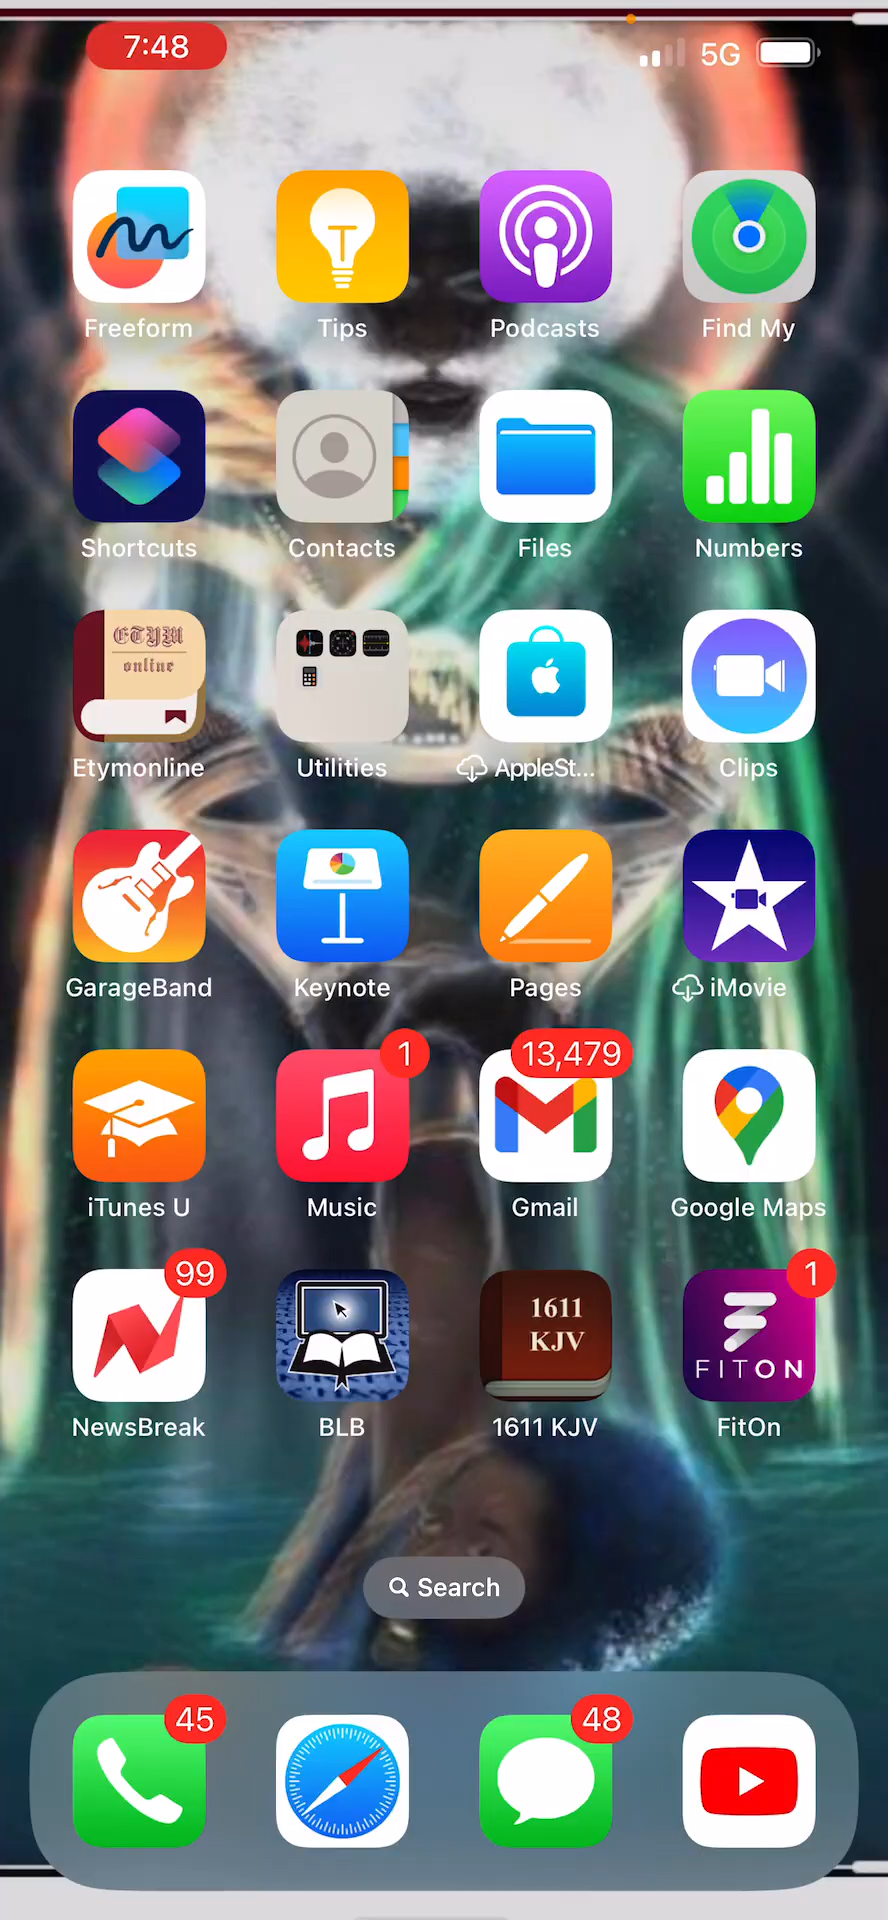 7:48 5G
Freeform Tips Podcasts Find My
Shortcuts Contacts Files Numbers
ETYM
online
Etymonline Utilities AppleSt... Clips
GarageBand Keynote Pages iMovie
1 13,479
iTunes U Music Gmail Google Maps
99 1
1611
KJV
FITON
NewsBreak BLB 1611 KJV FitOn
Search
45 48